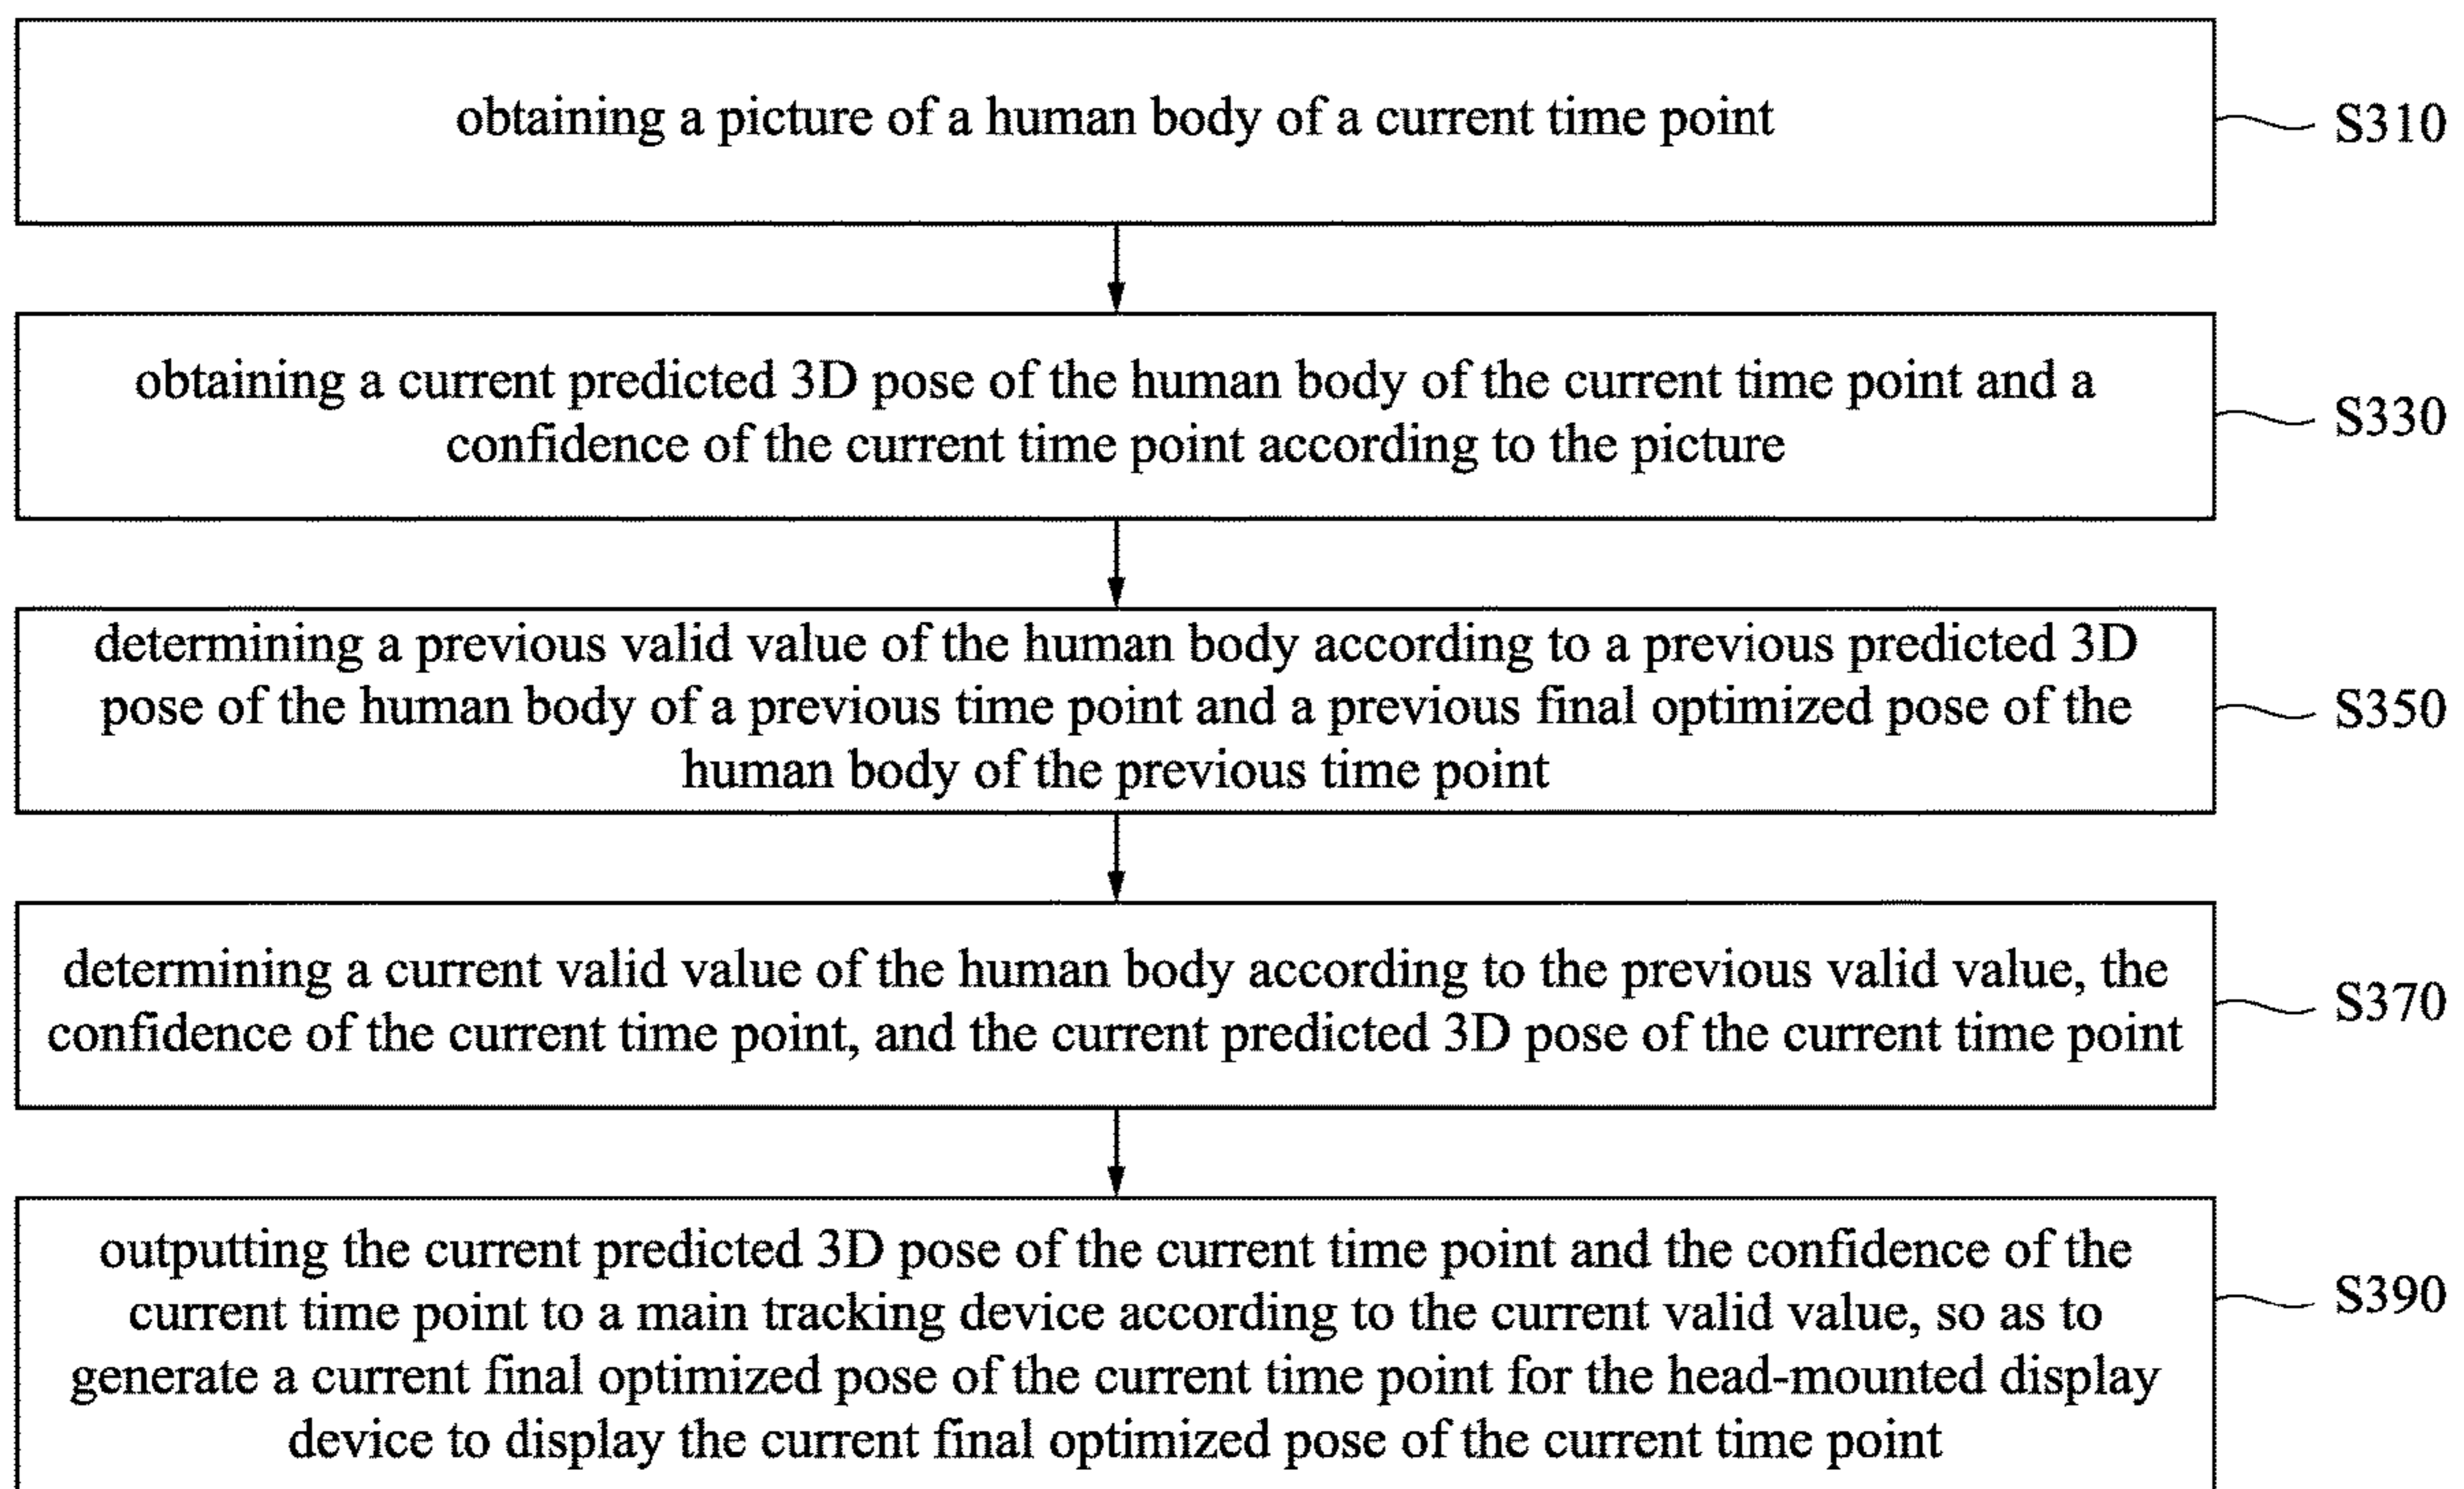 obtaining a picture of a human body of a current time point
S310
obtaining a current predicted 3D pose of the human body of the current time point and a
confidence of the current time point according to the picture
S330
determining a previous valid value of the human body according to a previous predicted 3D
pose of the human body of a previous time point and a previous final optimized pose of the
human body of the previous time point
S350
determining a current valid value of the human body according to the previous valid value, the
confidence of the current time point, and the current predicted 3D pose of the current time point
S370
outputting the current predicted 3D pose of the current time point and the confidence of the
current time point to a main tracking device according to the current valid value, so as to
generate a current final optimized pose of the current time point for the head-mounted display
device to display the current final optimized pose of the current time point
S390